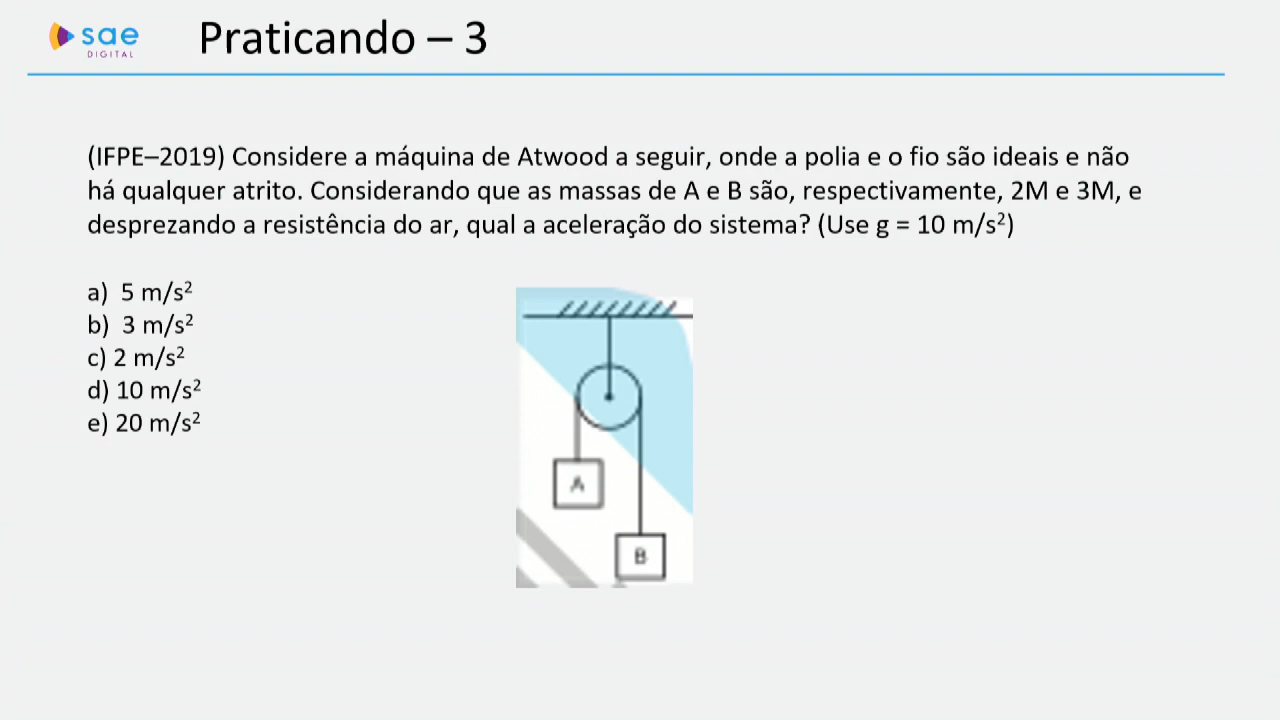 sae
DIGITAL
Praticando – 3
(IFPE–2019) Considere a máquina de Atwood a seguir, onde a polia e o fio são ideais e não
há qualquer atrito. Considerando que as massas de A e B são, respectivamente, 2M e 3M, e
desprezando a resistência do ar, qual a aceleração do sistema? (Use g = 10 m/s²)
a) 5 m/s²
b) 3 m/s²
c) 2 m/s²
d) 10 m/s²
e) 20 m/s²
A
B